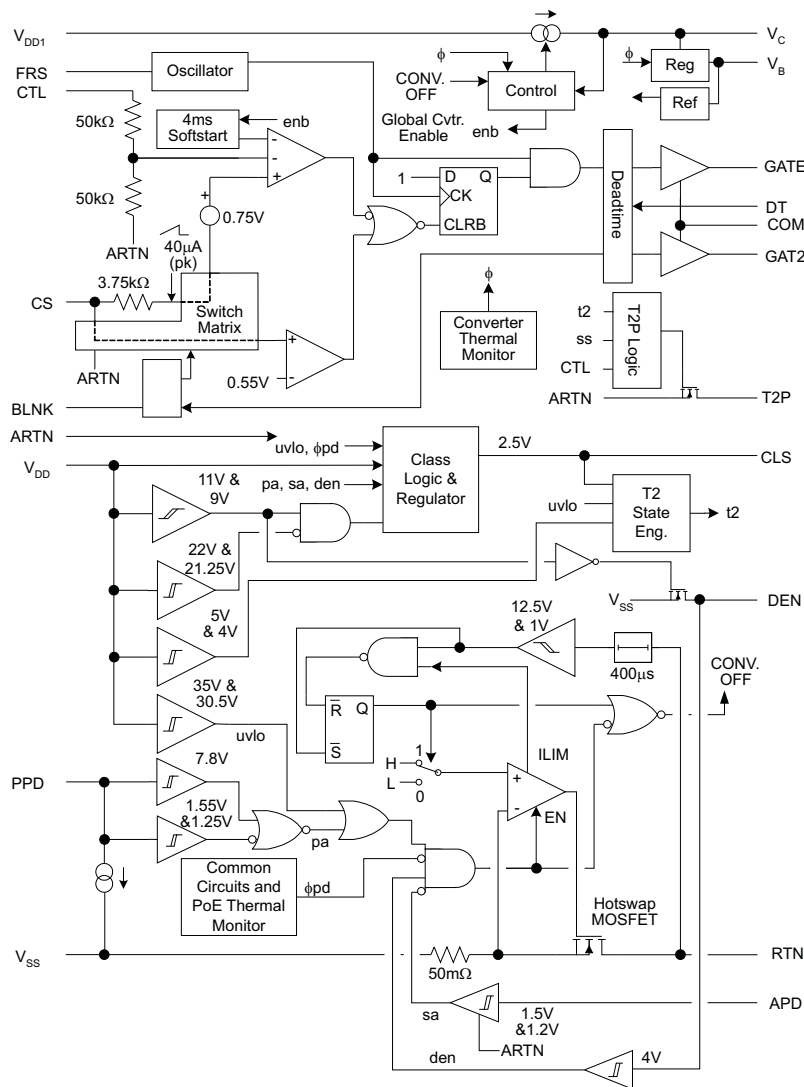 V_DD1
V_C
FRS
Oscillator
ϕ
CONV.
OFF
Control
ϕ
Reg
V_B
Ref
CTL
50kΩ
4ms
Softstart
enb
Global Cvtr.
Enable
enb
-
-
+
1
D
Q
CK
CLRB
Deadtime
GATE
DT
COM
GAT2
50kΩ
+
0.75V
ARTN
40μA
(pk)
3.75kΩ
CS
Switch
Matrix
ϕ
Converter
Thermal
Monitor
t2
ss
CTL
T2P Logic
+
-
0.55V
ARTN
BLNK
ARTN
T2P
ARTN
uvlo, ϕpd
Class
Logic &
Regulator
2.5V
CLS
V_DD
pa, sa, den
11V &
9V
uvlo
T2
State
Eng.
t2
22V &
21.25V
5V
& 4V
V_SS
DEN
12.5V
& 1V
400μs
CONV.
OFF
35V &
30.5V
uvlo
R̅
Q
S̅
H
1
L
0
ILIM
+
-
EN
PPD
7.8V
1.55V
&1.25V
pa
Common
Circuits and
PoE Thermal
Monitor
ϕpd
Hotswap
MOSFET
V_SS
50mΩ
RTN
sa
1.5V
&1.2V
APD
ARTN
den
4V